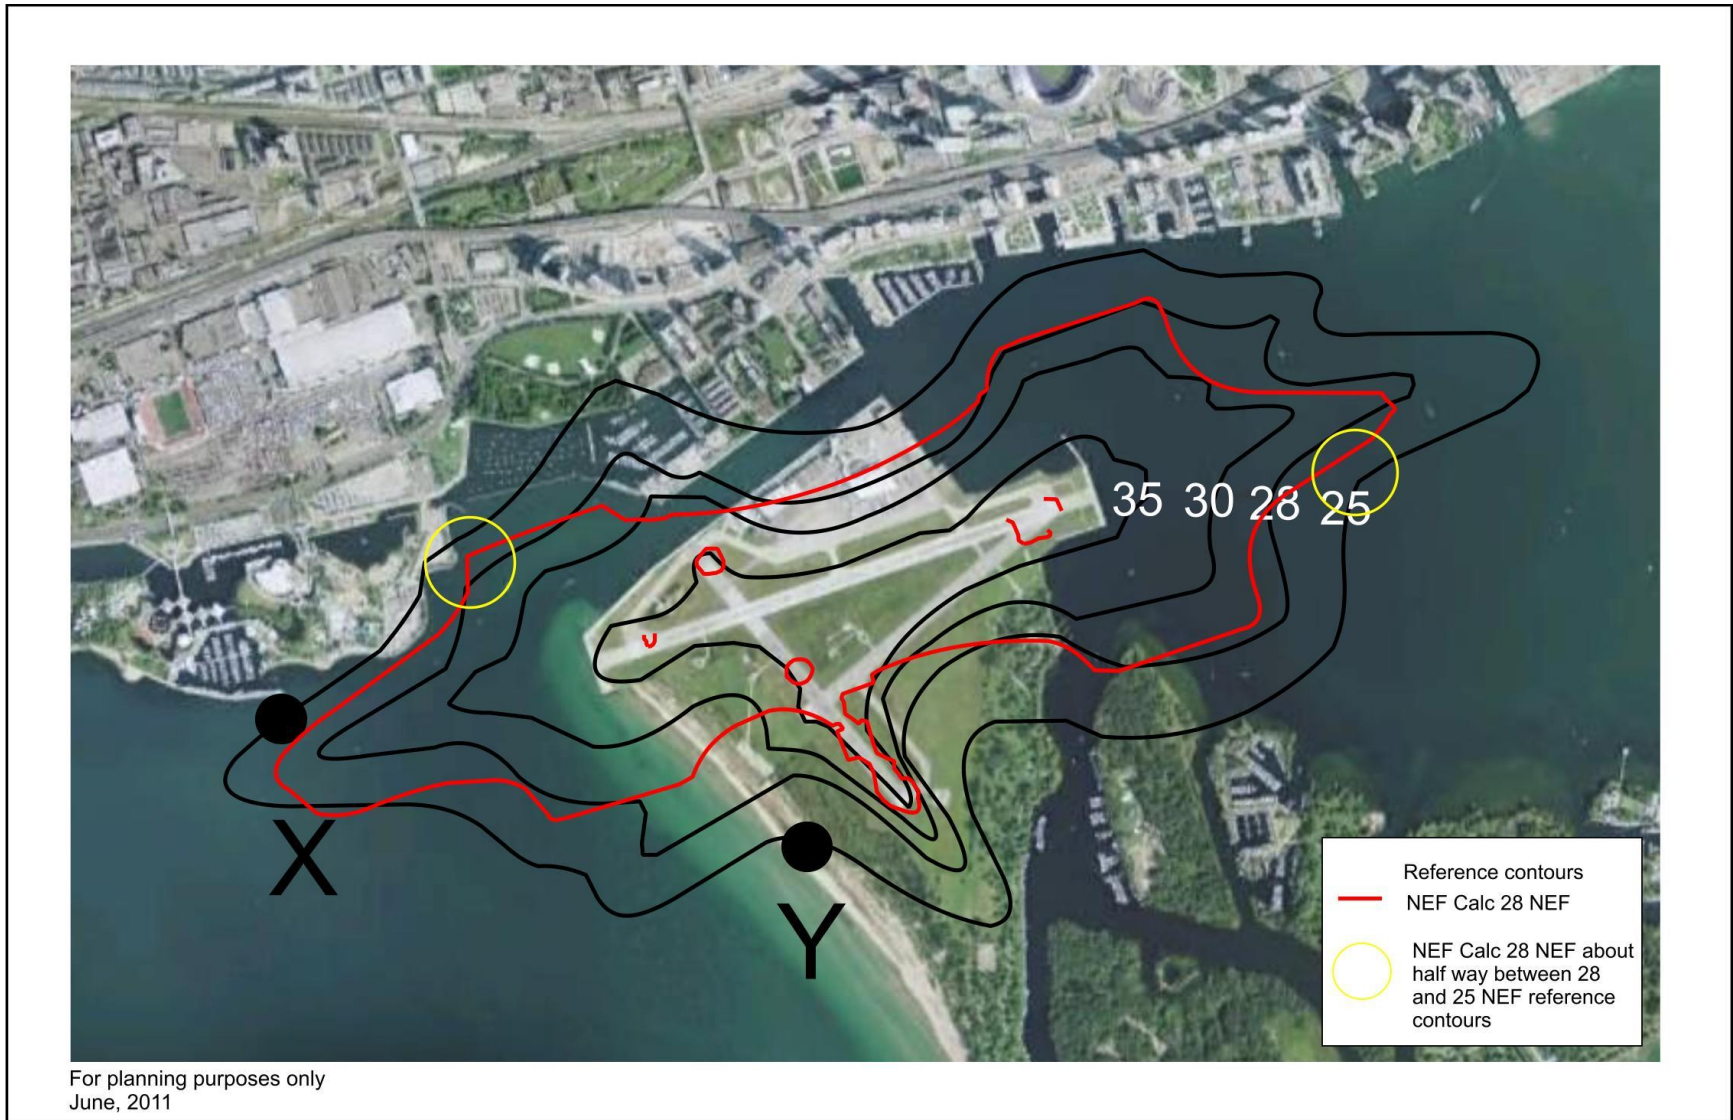 35 30 28 25
X
Y
Reference contours
NEF Calc 28 NEF
NEF Calc 28 NEF about
half way between 28
and 25 NEF reference
contours
For planning purposes only
June, 2011